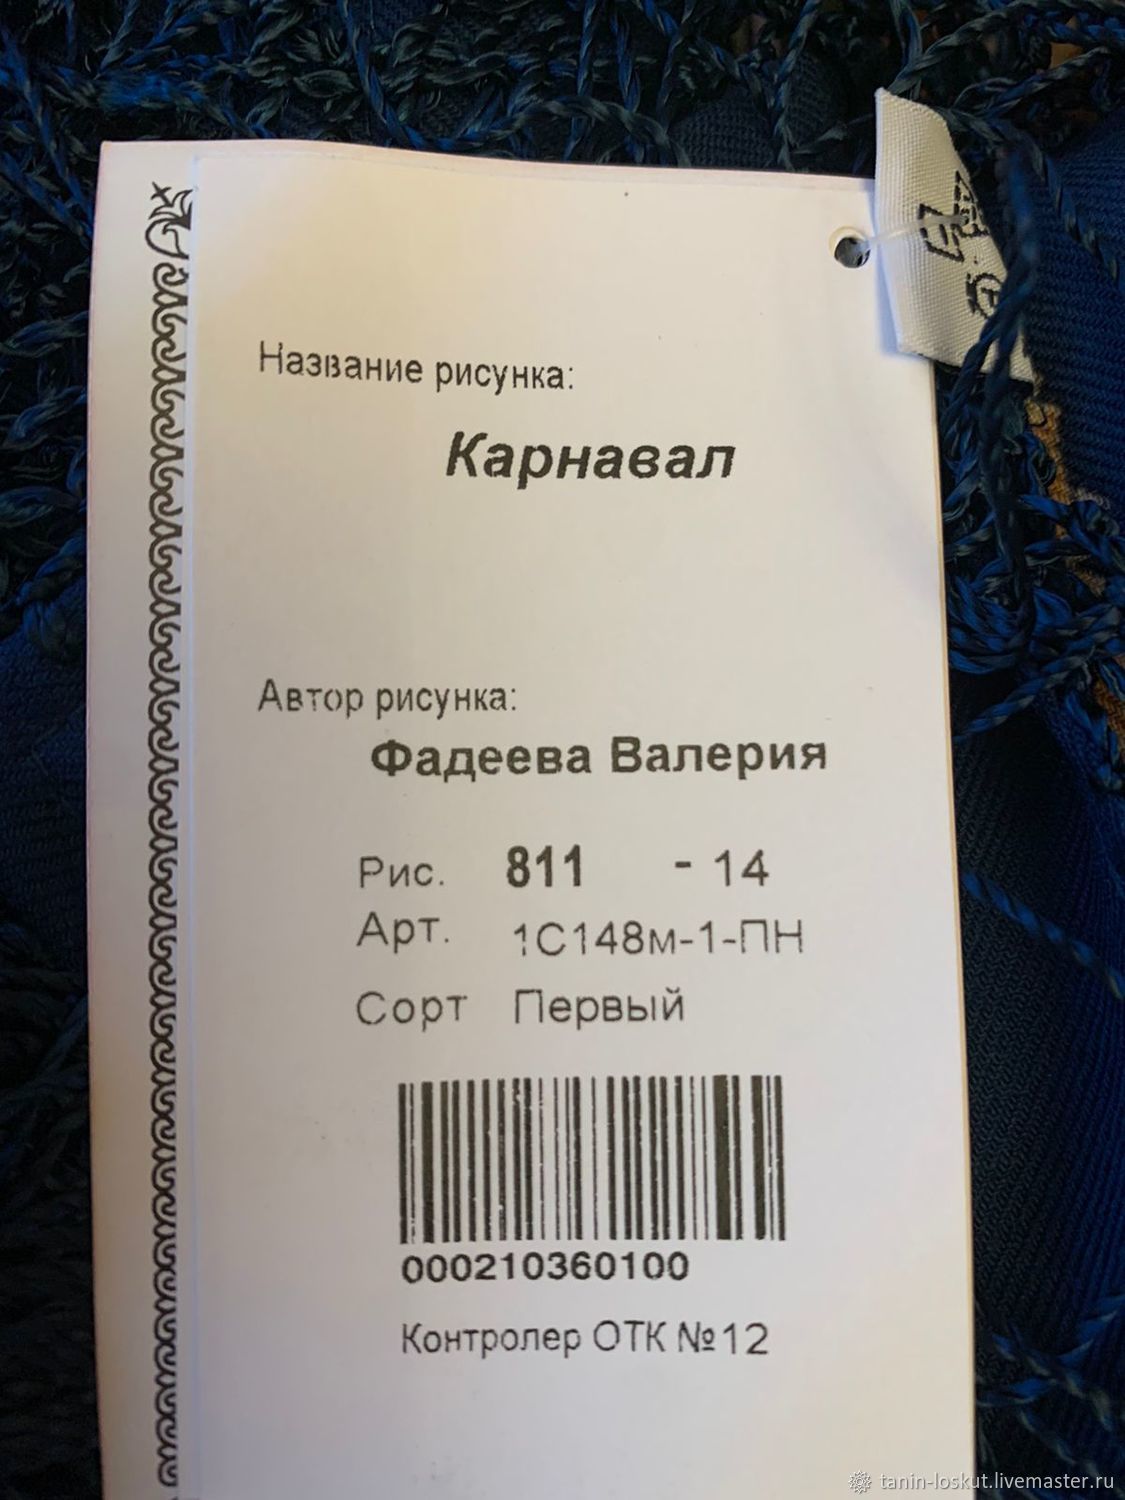 Название рисунка:
Карнавал
Автор рисунка:
Фадеева Валерия
Рис. 811 - 14
Арт. 1С148м-1-ПН
Сорт Первый
000210360100
Контролер ОТК №12
tanin-loskut.livemaster.ru